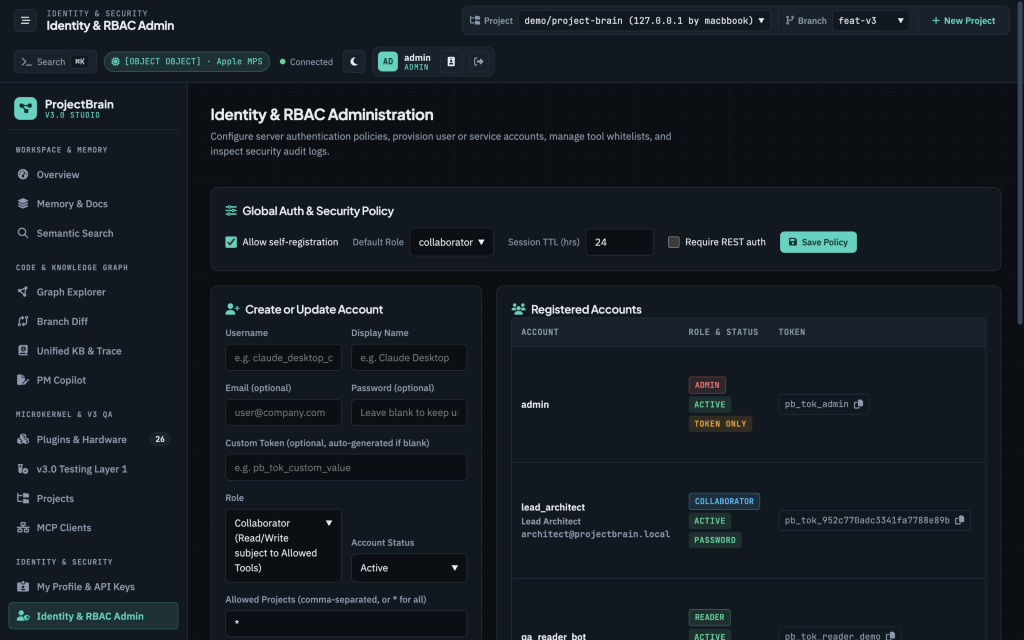 IDENTITY & SECURITY
Identity & RBAC Admin
Project demo/project-brain (127.0.0.1 by macbook) ▼
Branch feat-v3 ▼
+ New Project
Search ⌘K
[OBJECT OBJECT] · Apple MPS
Connected
AD
admin
ADMIN
ProjectBrain
V3.0 STUDIO
WORKSPACE & MEMORY
Overview
Memory & Docs
Semantic Search
CODE & KNOWLEDGE GRAPH
Graph Explorer
Branch Diff
Unified KB & Trace
PM Copilot
MICROKERNEL & V3 QA
Plugins & Hardware 26
v3.0 Testing Layer 1
Projects
MCP Clients
IDENTITY & SECURITY
My Profile & API Keys
Identity & RBAC Admin
Identity & RBAC Administration
Configure server authentication policies, provision user or service accounts, manage tool whitelists, and
inspect security audit logs.
Global Auth & Security Policy
Allow self-registration Default Role collaborator ▼ Session TTL (hrs) 24 Require REST auth Save Policy
Create or Update Account
Username Display Name
e.g. claude_desktop_c e.g. Claude Desktop
Email (optional) Password (optional)
user@company.com Leave blank to keep u
Custom Token (optional, auto-generated if blank)
e.g. pb_tok_custom_value
Role
Collaborator
(Read/Write
subject to Allowed
Tools) ▼
Account Status
Active ▼
Allowed Projects (comma-separated, or * for all)
*
Registered Accounts
ACCOUNT ROLE & STATUS TOKEN
admin
ADMIN
ACTIVE
TOKEN ONLY
pb_tok_admin
lead_architect
Lead Architect
architect@projectbrain.local
COLLABORATOR
ACTIVE
PASSWORD
pb_tok_952c770adc3341fa7788e89b
qa_reader_bot
READER
ACTIVE
pb_tok_reader_demo